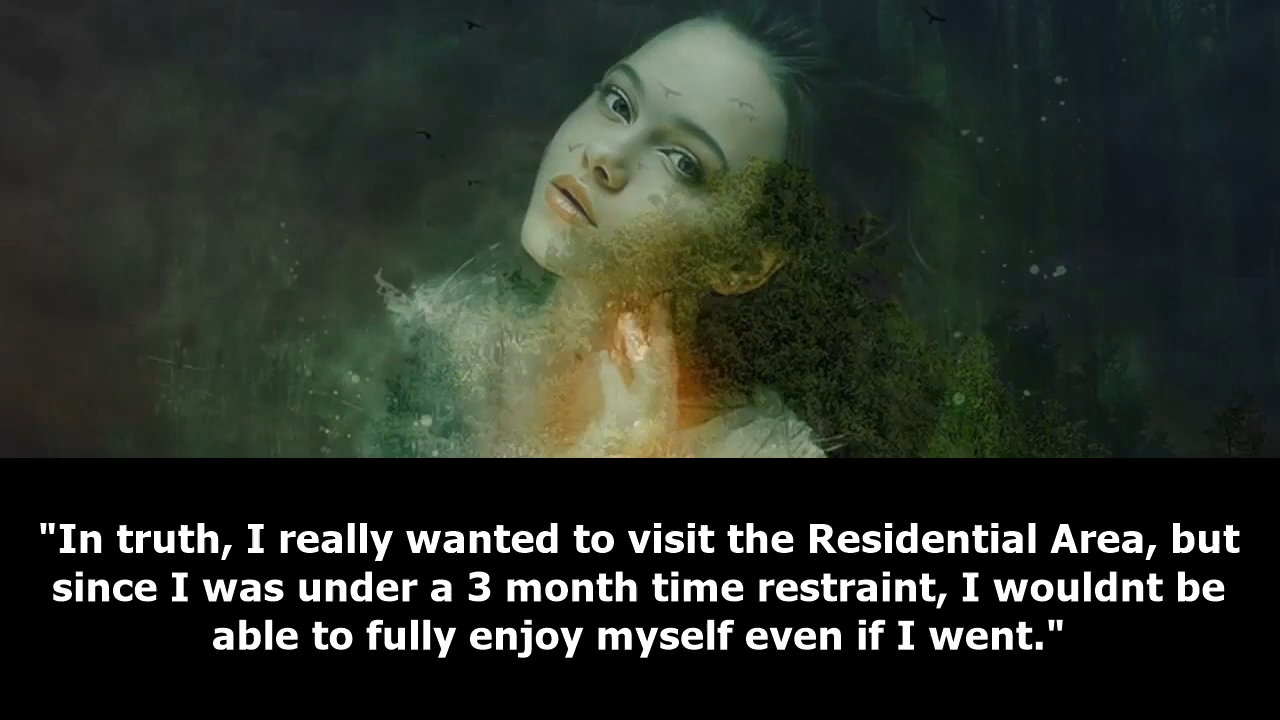 "In truth, I really wanted to visit the Residential Area, but
since I was under a 3 month time restraint, I wouldnt be
able to fully enjoy myself even if I went."